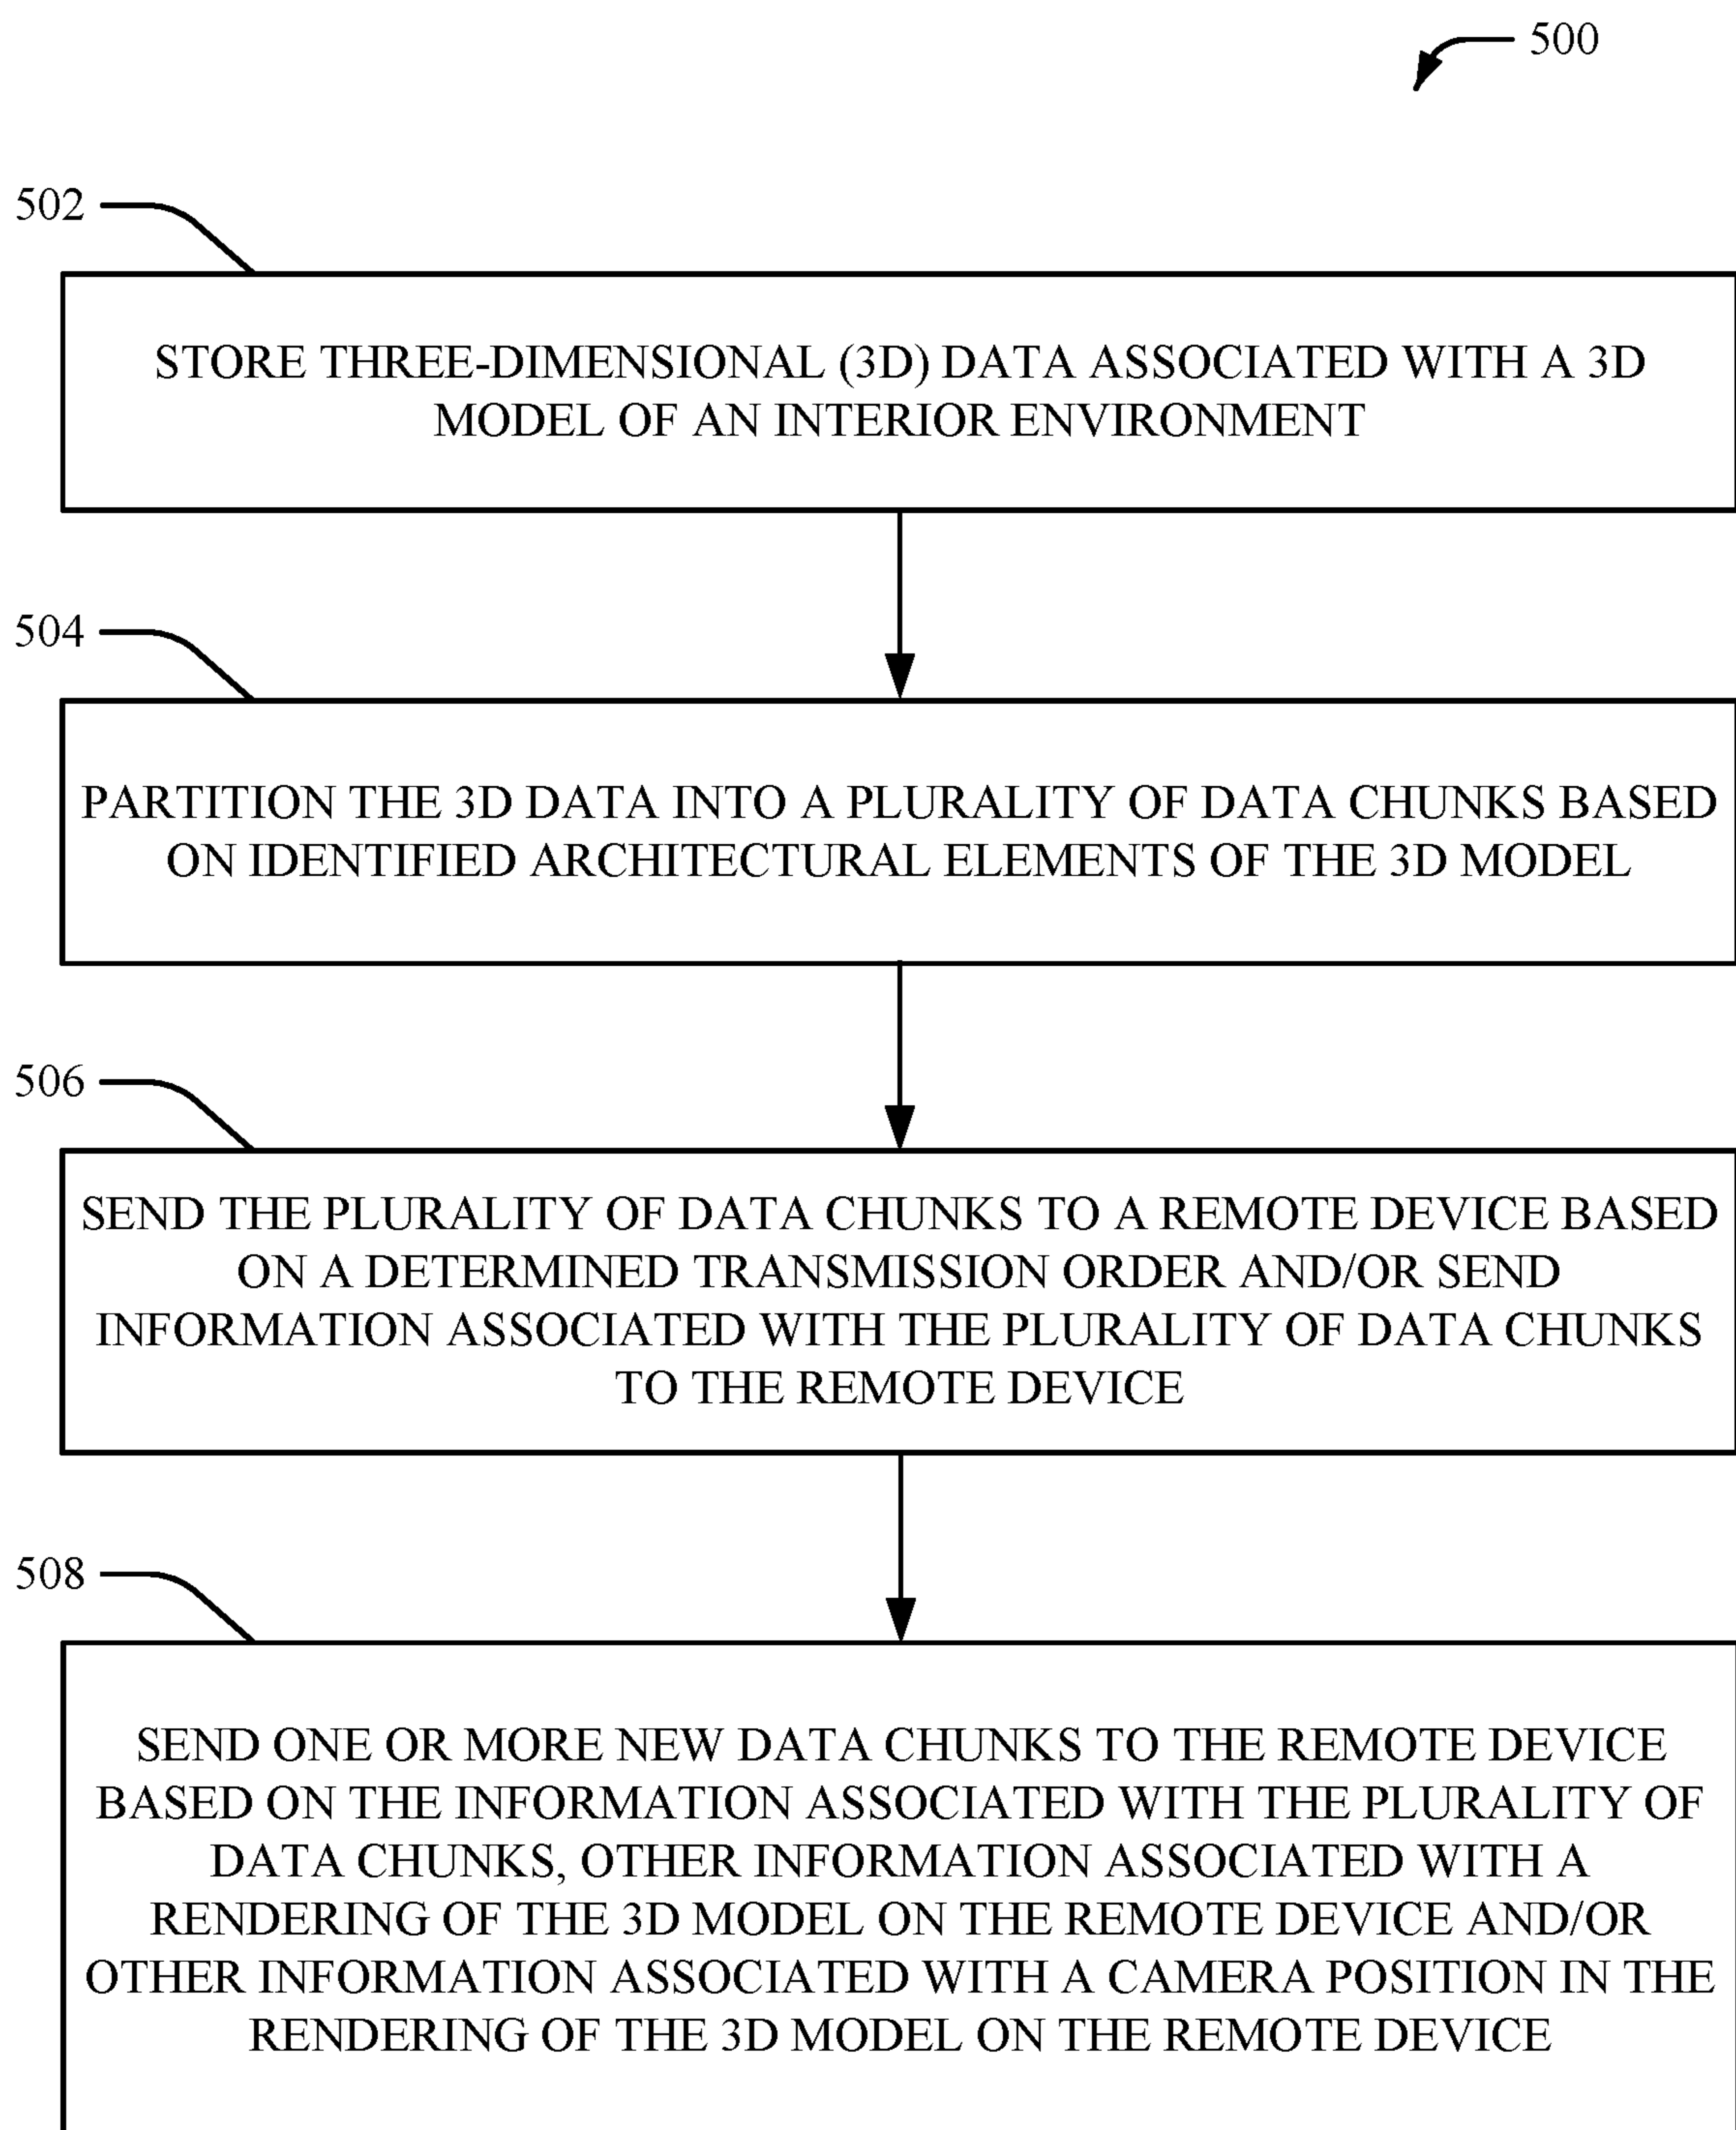 500
502
STORE THREE-DIMENSIONAL (3D) DATA ASSOCIATED WITH A 3D
MODEL OF AN INTERIOR ENVIRONMENT
504
PARTITION THE 3D DATA INTO A PLURALITY OF DATA CHUNKS BASED
ON IDENTIFIED ARCHITECTURAL ELEMENTS OF THE 3D MODEL
506
SEND THE PLURALITY OF DATA CHUNKS TO A REMOTE DEVICE BASED
ON A DETERMINED TRANSMISSION ORDER AND/OR SEND
INFORMATION ASSOCIATED WITH THE PLURALITY OF DATA CHUNKS
TO THE REMOTE DEVICE
508
SEND ONE OR MORE NEW DATA CHUNKS TO THE REMOTE DEVICE
BASED ON THE INFORMATION ASSOCIATED WITH THE PLURALITY OF
DATA CHUNKS, OTHER INFORMATION ASSOCIATED WITH A
RENDERING OF THE 3D MODEL ON THE REMOTE DEVICE AND/OR
OTHER INFORMATION ASSOCIATED WITH A CAMERA POSITION IN THE
RENDERING OF THE 3D MODEL ON THE REMOTE DEVICE